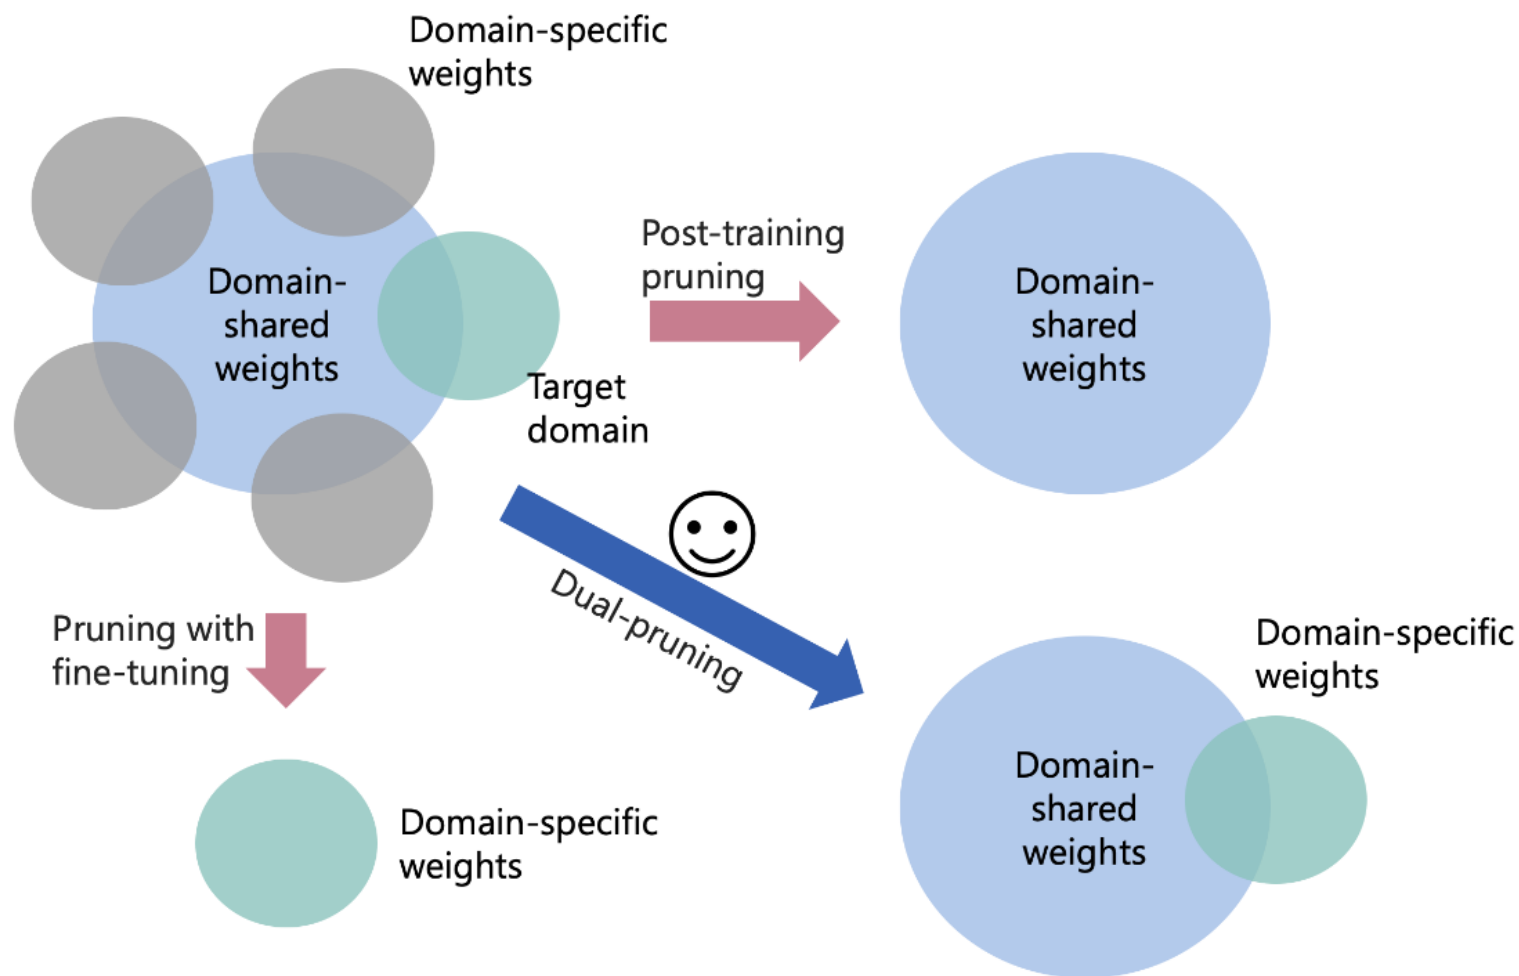 Domain-specific
weights
Domain-
shared
weights
Target
domain
Post-training
pruning
Domain-
shared
weights
Dual-pruning
Pruning with
fine-tuning
Domain-specific
weights
Domain-specific
weights
Domain-
shared
weights